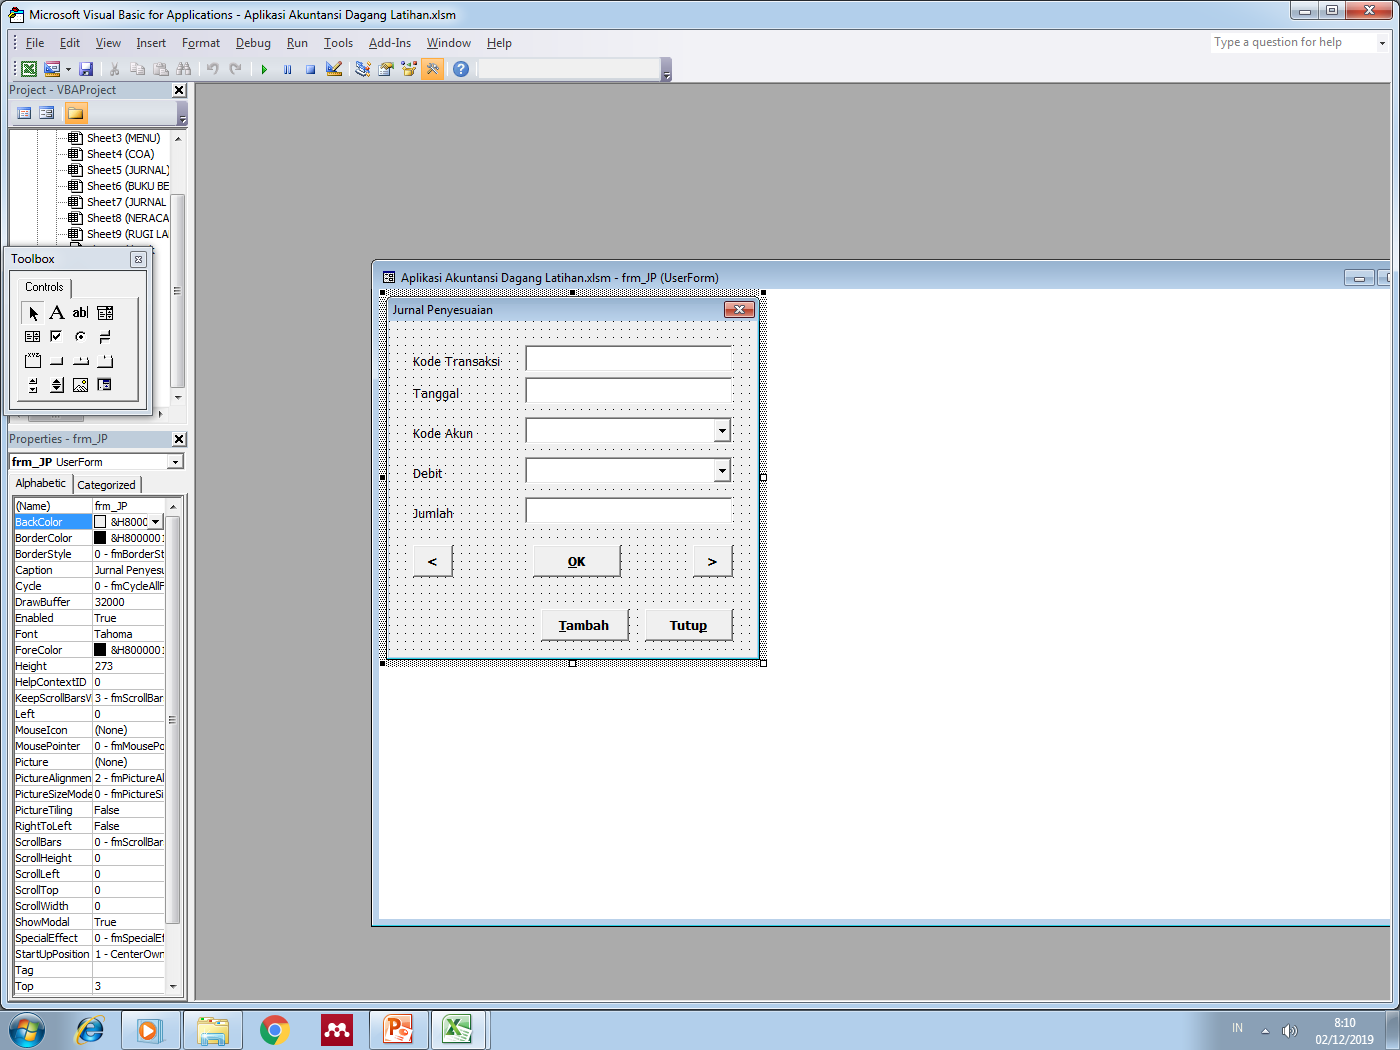 Microsoft Visual Basic for Applications - Aplikasi Akuntansi Dagang Latihan.xlsm
File Edit View Insert Format Debug Run Tools Add-Ins Window Help
Type a question for help
Project - VBAProject
Sheet3 (MENU)
Sheet4 (COA)
Sheet5 (JURNAL)
Sheet6 (BUKU BE
Sheet7 (JURNAL
Sheet8 (NERACA
Sheet9 (RUGI LA
Toolbox
Controls
A ab|
xyz
Properties - frm_JP
frm_JP UserForm
Alphabetic Categorized
(Name) frm_JP
BackColor &H800C
BorderColor &H800001
BorderStyle 0 - fmBorderSt
Caption Jurnal Penyesu
Cycle 0 - fmCycleAllF
DrawBuffer 32000
Enabled True
Font Tahoma
ForeColor &H800001
Height 273
HelpContextID 0
KeepScrollBarsV 3 - fmScrollBar
Left 0
MouseIcon (None)
MousePointer 0 - fmMousePo
Picture (None)
PictureAlignmen 2 - fmPictureAl
PictureSizeMode 0 - fmPictureSi
PictureTiling False
RightToLeft False
ScrollBars 0 - fmScrollBar
ScrollHeight 0
ScrollLeft 0
ScrollTop 0
ScrollWidth 0
ShowModal True
SpecialEffect 0 - fmSpecialEf
StartUpPosition 1 - CenterOwn
Tag
Top 3
Aplikasi Akuntansi Dagang Latihan.xlsm - frm_JP (UserForm)
Jurnal Penyesuaian
Kode Transaksi
Tanggal
Kode Akun
Debit
Jumlah
< OK >
Tambah Tutup
IN
8:10
02/12/2019